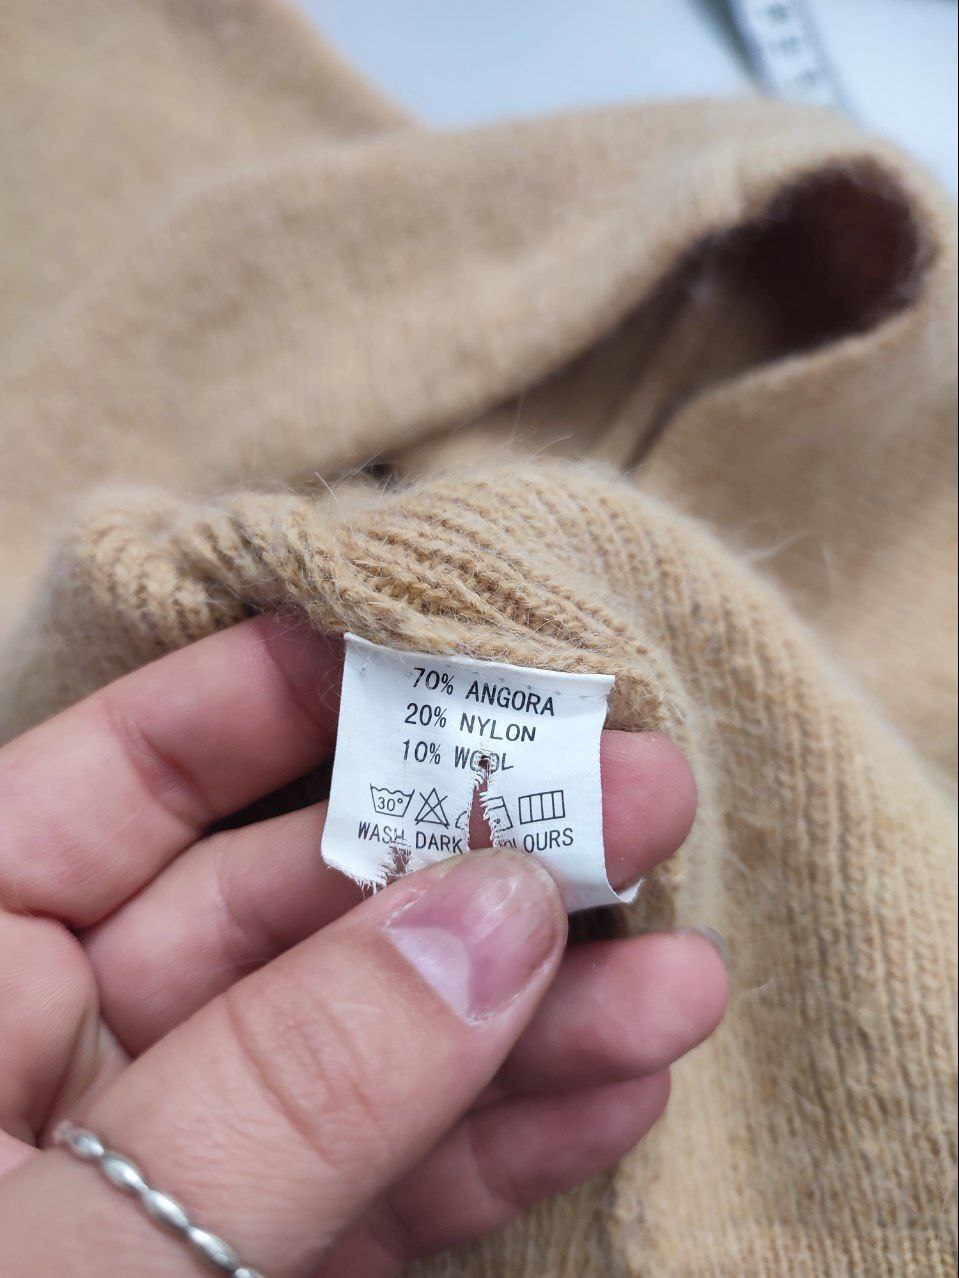 70% ANGORA
20% NYLON
10% WOOL
30°
WASH DARK COLOURS